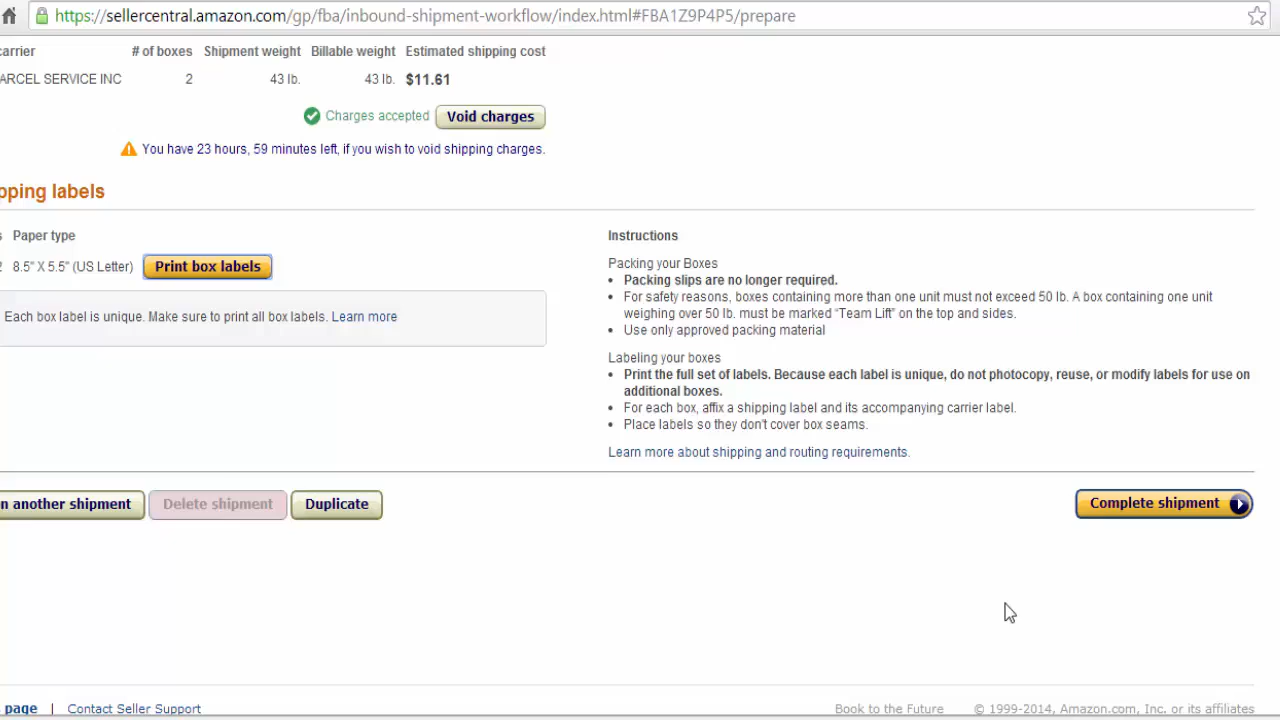 https://sellercentral.amazon.com/gp/fba/inbound-shipment-workflow/index.html#FBA1Z9P4P5/prepare
carrier # of boxes Shipment weight Billable weight Estimated shipping cost
ARCEL SERVICE INC 2 43 lb. 43 lb. $11.61
Charges accepted Void charges
You have 23 hours, 59 minutes left, if you wish to void shipping charges.
pping labels
s Paper type
2 8.5" X 5.5" (US Letter) Print box labels
Each box label is unique. Make sure to print all box labels. Learn more
Instructions
Packing your Boxes
• Packing slips are no longer required.
• For safety reasons, boxes containing more than one unit must not exceed 50 lb. A box containing one unit
weighing over 50 lb. must be marked “Team Lift” on the top and sides.
• Use only approved packing material
Labeling your boxes
• Print the full set of labels. Because each label is unique, do not photocopy, reuse, or modify labels for use on
additional boxes.
• For each box, affix a shipping label and its accompanying carrier label.
• Place labels so they don't cover box seams.
Learn more about shipping and routing requirements.
n another shipment Delete shipment Duplicate Complete shipment
page | Contact Seller Support Book to the Future © 1999-2014, Amazon.com, Inc. or its affiliates